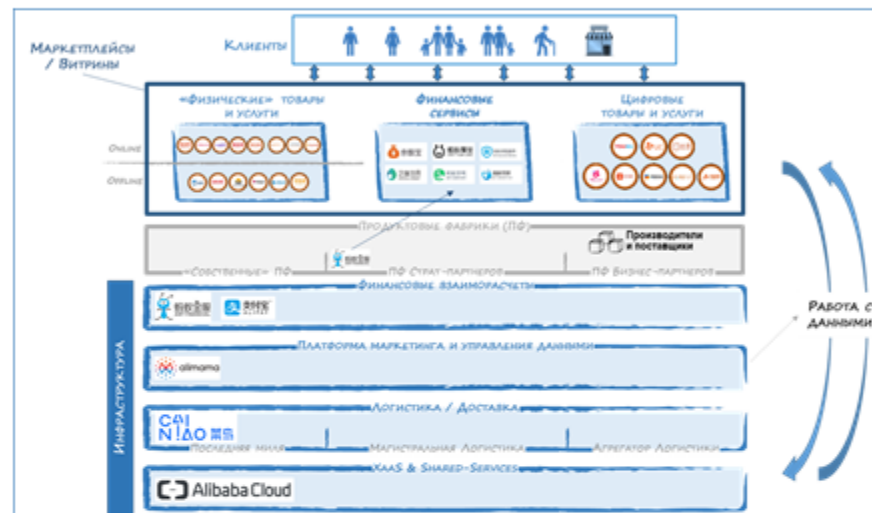 Клиенты
Маркетплейсы
/ Витрины
«Физические» товары
и услуги
Финансовые
сервисы
Цифровые
товары и услуги
Online
Offline
Продуктовые фабрики (ПФ)
Производители
и поставщики
«Собственные» ПФ
ПФ Страт-партнеров
ПФ Бизнес-партнеров
Финансовые взаиморасчеты
Работа с
данными
Платформа маркетинга и управления данными
alimama
Инфраструктура
Логистика / Доставка
CAI
NIAO 菜鸟
Последняя миля
Магистральная Логистика
Агрегатор Логистики
XaaS & Shared-Services
Alibaba Cloud